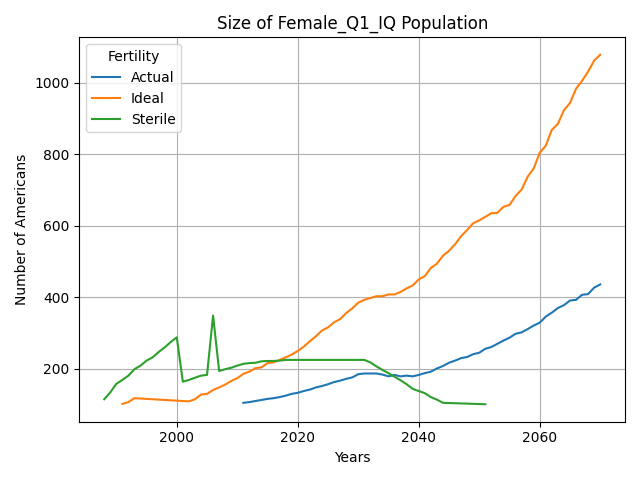 Size of Female_Q1_IQ Population
Fertility
Actual
Ideal
Sterile
Number of Americans
1000
800
600
400
200
2000
2020
2040
2060
Years